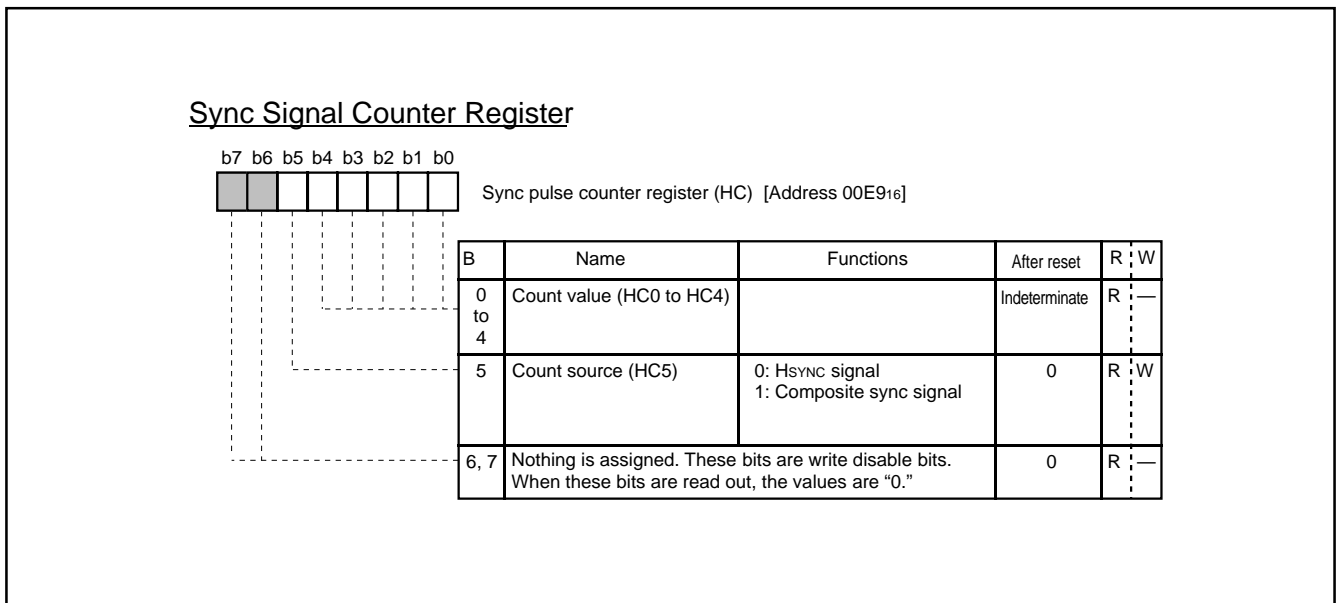 Sync Signal Counter Register
b7 b6 b5 b4 b3 b2 b1 b0
Sync pulse counter register (HC) [Address 00E916]
B Name Functions After reset R W
0 to 4 Count value (HC0 to HC4) Indeterminate R —
5 Count source (HC5) 0: HSYNC signal 0 R W
1: Composite sync signal
6, 7 Nothing is assigned. These bits are write disable bits. 0 R —
When these bits are read out, the values are “0.”